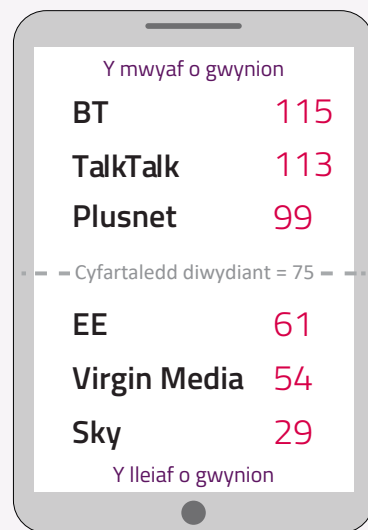 Y mwyaf o gwynion
BT 115
TalkTalk 113
Plusnet 99
Cyfartaledd diwydiant = 75
EE 61
Virgin Media 54
Sky 29
Y lleiaf o gwynion